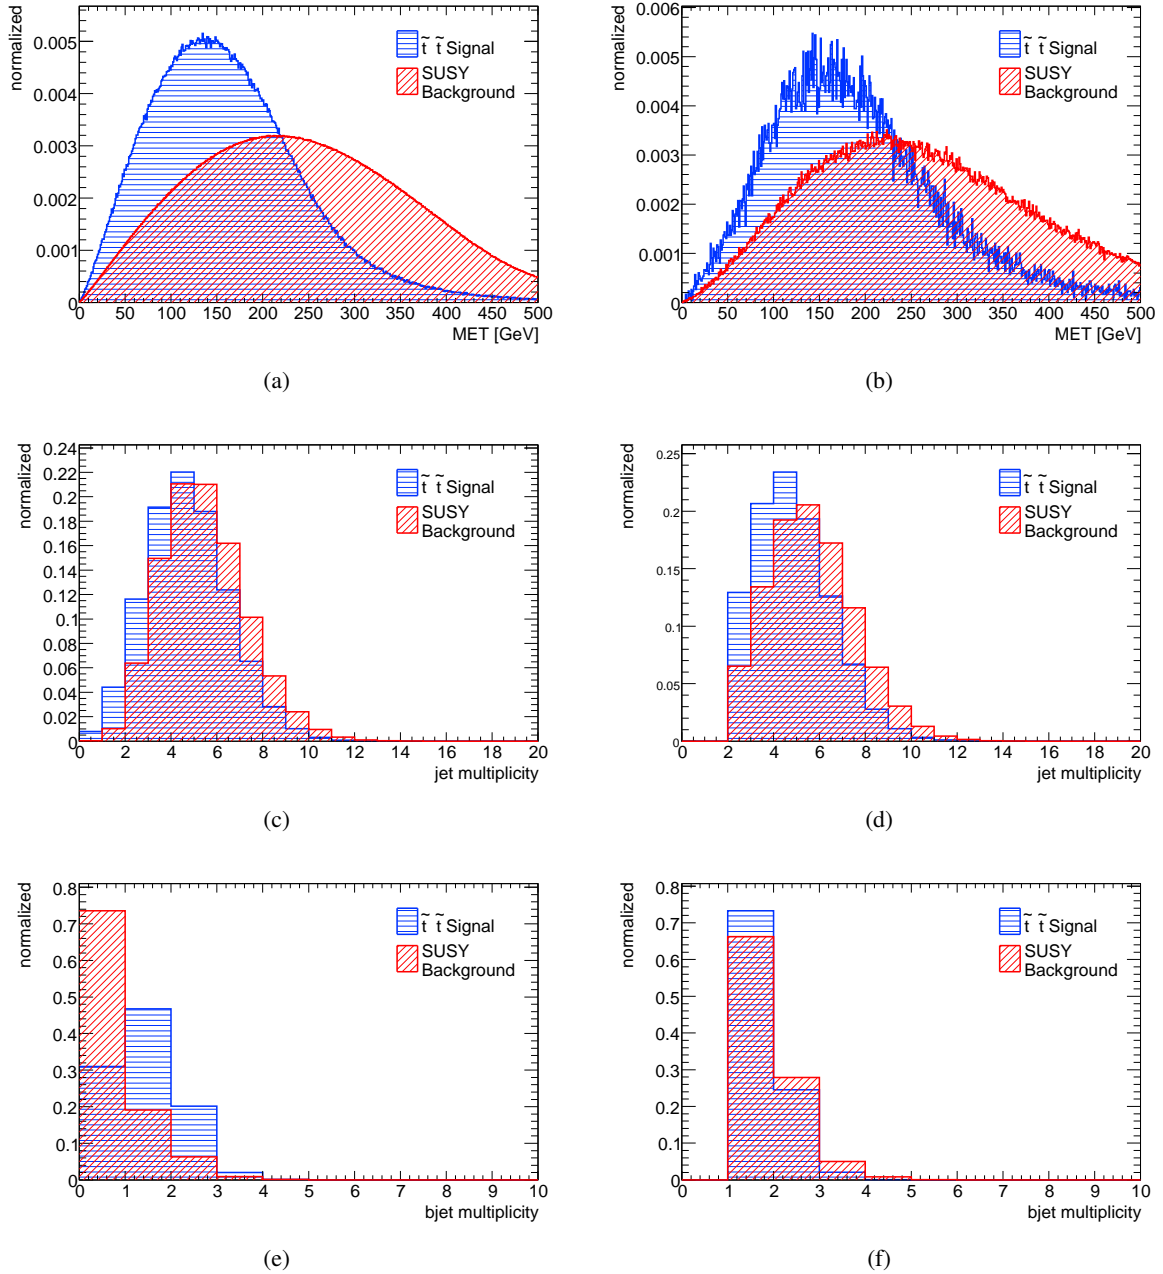 normalized
0.005
0.004
0.003
0.002
0.001
0
0 50 100 150 200 250 300 350 400 450 500
MET [GeV]
t̃ t̃ Signal
SUSY
Background
(a)
normalized
0.006
0.005
0.004
0.003
0.002
0.001
0
0 50 100 150 200 250 300 350 400 450 500
MET [GeV]
t̃ t̃ Signal
SUSY
Background
(b)
normalized
0.24
0.22
0.2
0.18
0.16
0.14
0.12
0.1
0.08
0.06
0.04
0.02
0
0 2 4 6 8 10 12 14 16 18 20
jet multiplicity
t̃ t̃ Signal
SUSY
Background
(c)
normalized
0.25
0.2
0.15
0.1
0.05
0
0 2 4 6 8 10 12 14 16 18 20
jet multiplicity
t̃ t̃ Signal
SUSY
Background
(d)
normalized
0.8
0.7
0.6
0.5
0.4
0.3
0.2
0.1
0
0 1 2 3 4 5 6 7 8 9 10
bjet multiplicity
t̃ t̃ Signal
SUSY
Background
(e)
normalized
0.8
0.7
0.6
0.5
0.4
0.3
0.2
0.1
0
0 1 2 3 4 5 6 7 8 9 10
bjet multiplicity
t̃ t̃ Signal
SUSY
Background
(f)